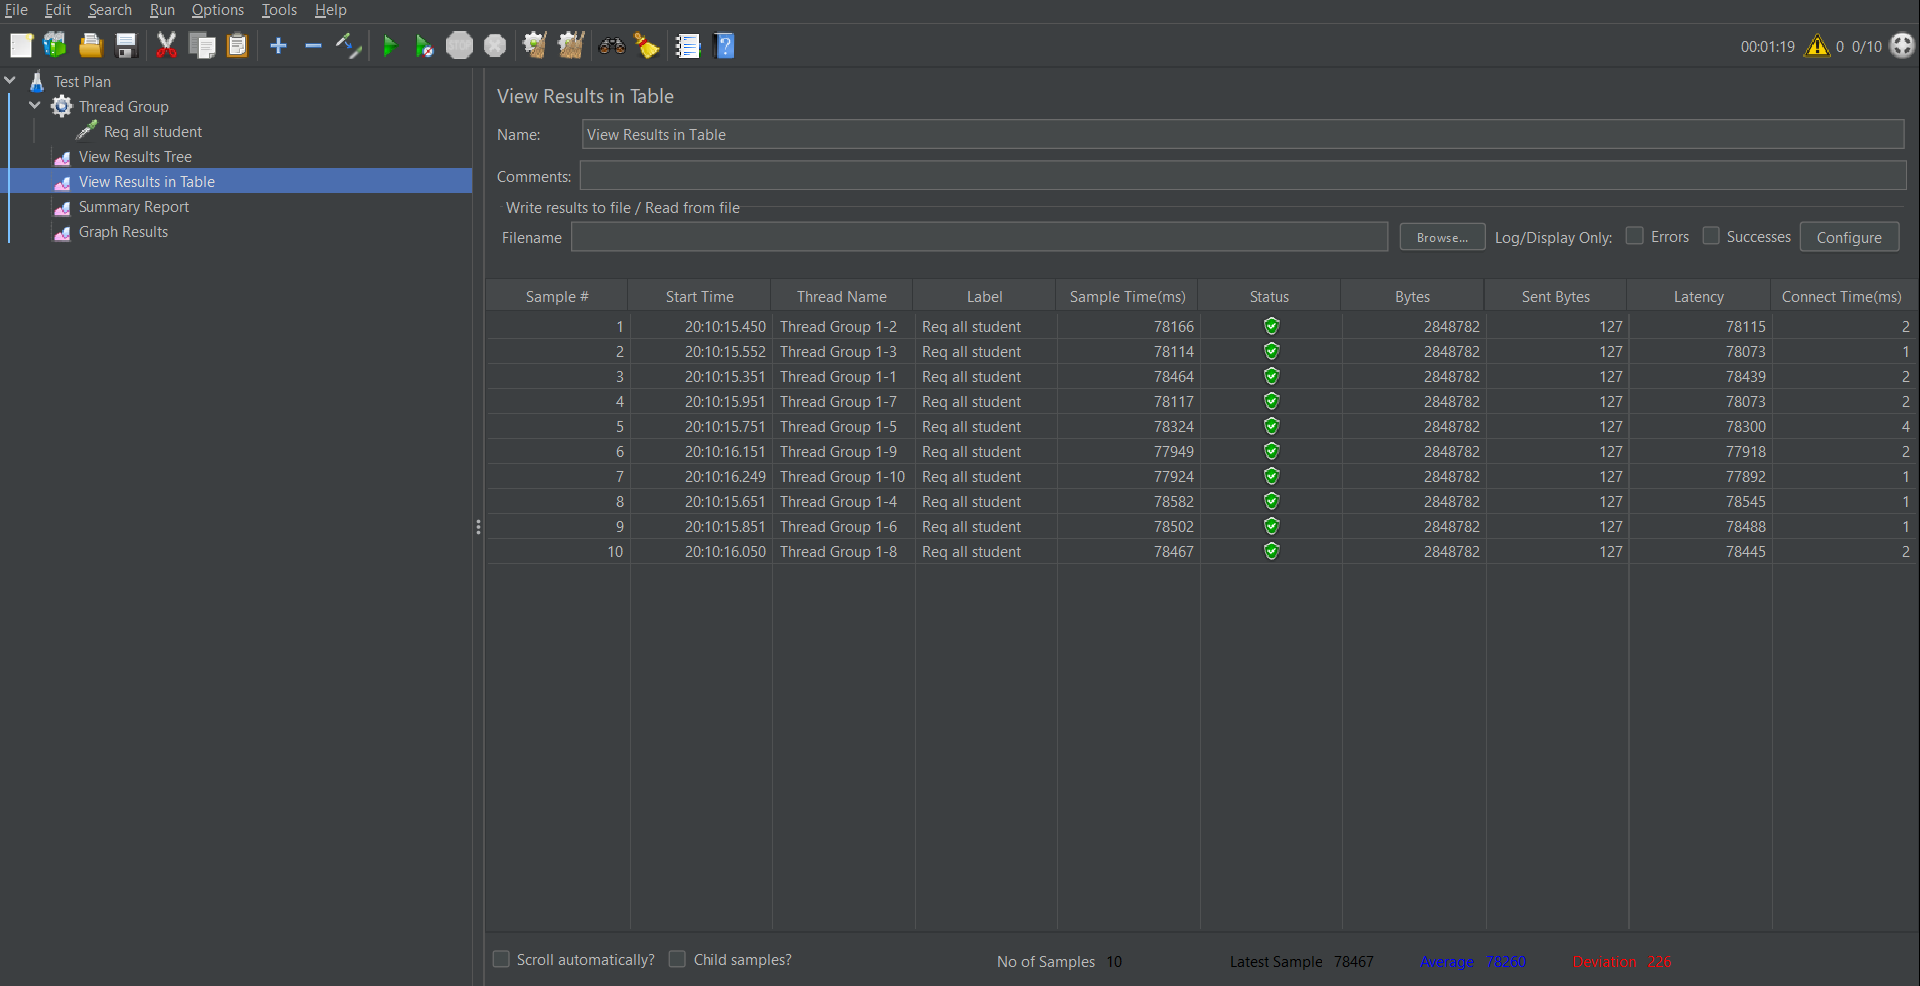 File Edit Search Run Options Tools Help
STOP
00:01:19 0 0/10
Test Plan
Thread Group
Req all student
View Results Tree
View Results in Table
Summary Report
Graph Results
View Results in Table
Name: View Results in Table
Comments:
Write results to file / Read from file
Filename Browse... Log/Display Only: Errors Successes Configure
Sample # Start Time Thread Name Label Sample Time(ms) Status Bytes Sent Bytes Latency Connect Time(ms)
1 20:10:15.450 Thread Group 1-2 Req all student 78166 2848782 127 78115 2
2 20:10:15.552 Thread Group 1-3 Req all student 78114 2848782 127 78073 1
3 20:10:15.351 Thread Group 1-1 Req all student 78464 2848782 127 78439 2
4 20:10:15.951 Thread Group 1-7 Req all student 78117 2848782 127 78073 2
5 20:10:15.751 Thread Group 1-5 Req all student 78324 2848782 127 78300 4
6 20:10:16.151 Thread Group 1-9 Req all student 77949 2848782 127 77918 2
7 20:10:16.249 Thread Group 1-10 Req all student 77924 2848782 127 77892 1
8 20:10:15.651 Thread Group 1-4 Req all student 78582 2848782 127 78545 1
9 20:10:15.851 Thread Group 1-6 Req all student 78502 2848782 127 78488 1
10 20:10:16.050 Thread Group 1-8 Req all student 78467 2848782 127 78445 2
Scroll automatically? Child samples? No of Samples 10 Latest Sample 78467 Average 78260 Deviation 226